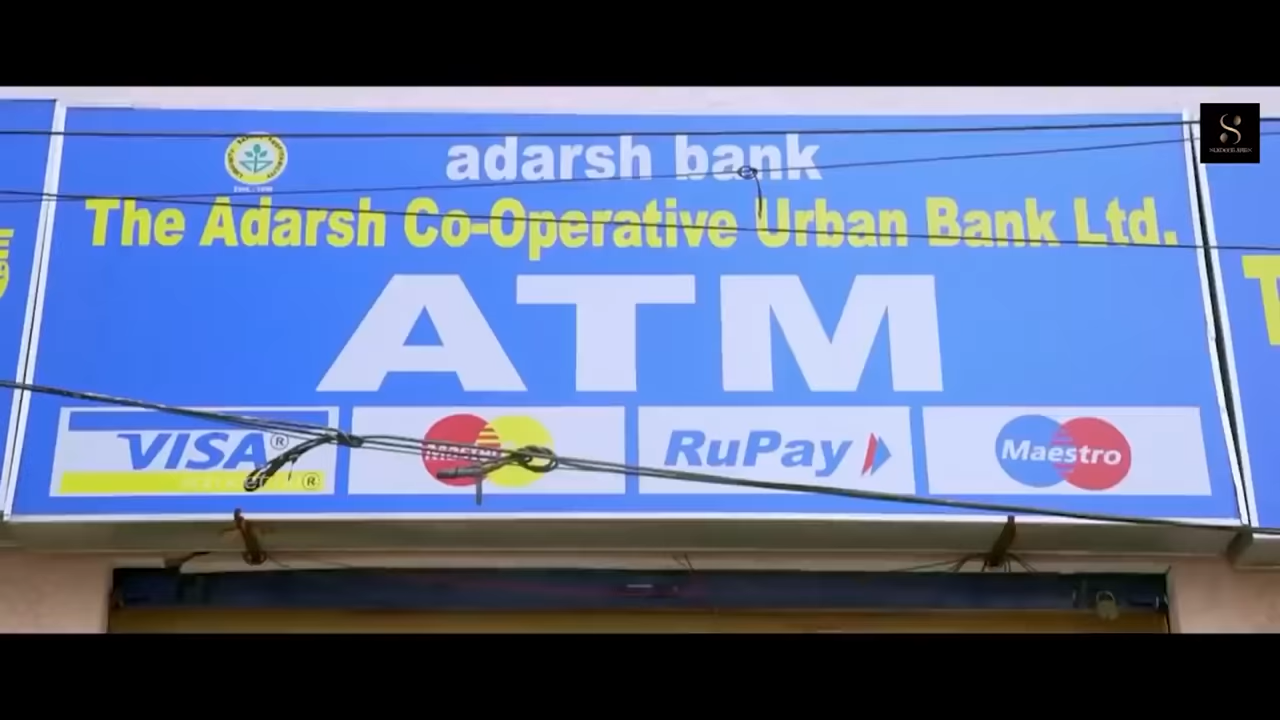 adarsh bank
The Adarsh Co-Operative Urban Bank Ltd.
ATM
VISA®
®
RuPay
Maestro